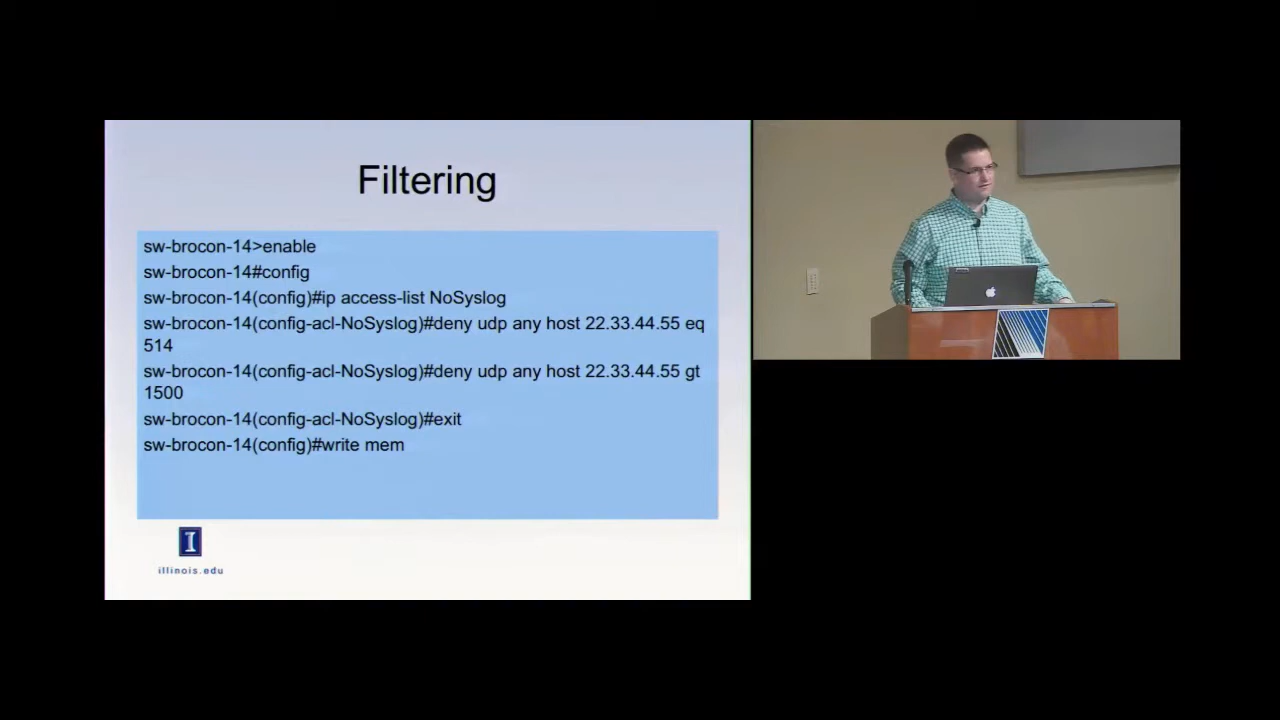 Filtering
sw-brocon-14>enable
sw-brocon-14#config
sw-brocon-14(config)#ip access-list NoSyslog
sw-brocon-14(config-acl-NoSyslog)#deny udp any host 22.33.44.55 eq
514
sw-brocon-14(config-acl-NoSyslog)#deny udp any host 22.33.44.55 gt
1500
sw-brocon-14(config-acl-NoSyslog)#exit
sw-brocon-14(config)#write mem
I
illinois.edu